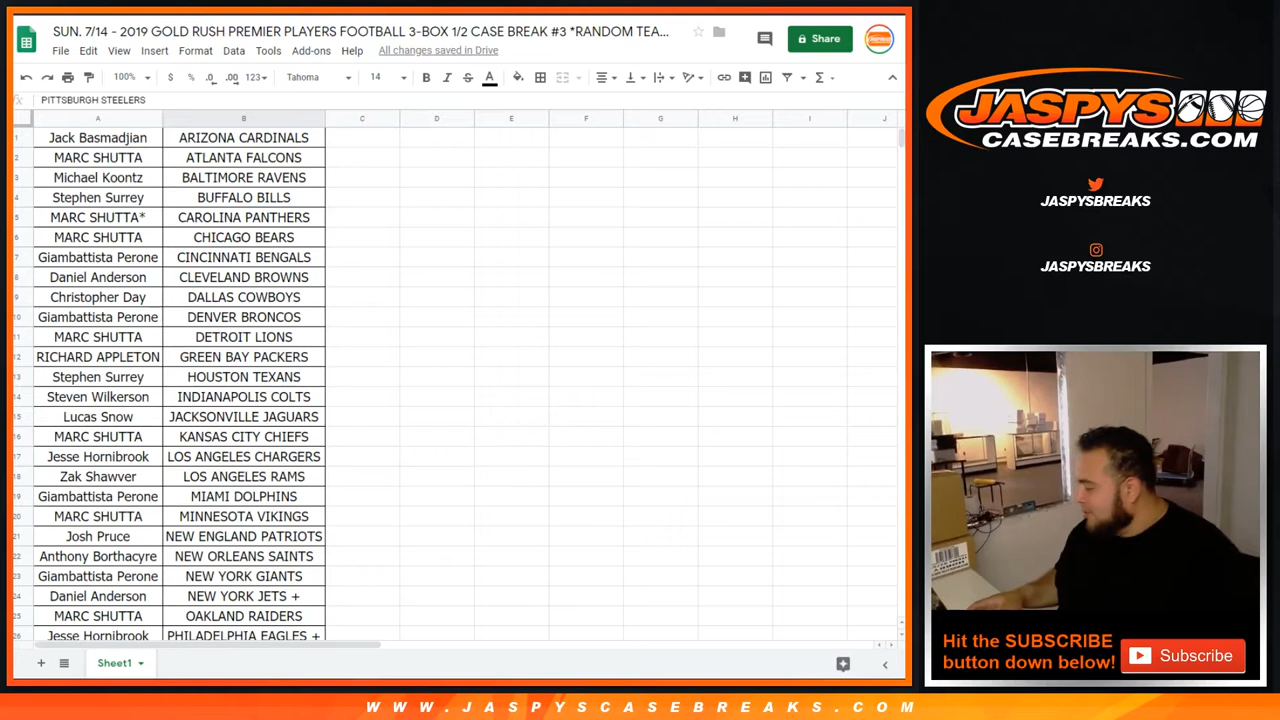 SUN. 7/14 - 2019 GOLD RUSH PREMIER PLAYERS FOOTBALL 3-BOX 1/2 CASE BREAK #3 *RANDOM TEA...
File Edit View Insert Format Data Tools Add-ons Help All changes saved in Drive
Share
100% $ % .0 .00 123 Tahoma 14 B I S A
fx PITTSBURGH STEELERS
A B C D E F G H I J
1 Jack Basmadjian ARIZONA CARDINALS
2 MARC SHUTTA ATLANTA FALCONS
3 Michael Koontz BALTIMORE RAVENS
4 Stephen Surrey BUFFALO BILLS
5 MARC SHUTTA* CAROLINA PANTHERS
6 MARC SHUTTA CHICAGO BEARS
7 Giambattista Perone CINCINNATI BENGALS
8 Daniel Anderson CLEVELAND BROWNS
9 Christopher Day DALLAS COWBOYS
10 Giambattista Perone DENVER BRONCOS
11 MARC SHUTTA DETROIT LIONS
12 RICHARD APPLETON GREEN BAY PACKERS
13 Stephen Surrey HOUSTON TEXANS
14 Steven Wilkerson INDIANAPOLIS COLTS
15 Lucas Snow JACKSONVILLE JAGUARS
16 MARC SHUTTA KANSAS CITY CHIEFS
17 Jesse Hornibrook LOS ANGELES CHARGERS
18 Zak Shawver LOS ANGELES RAMS
19 Giambattista Perone MIAMI DOLPHINS
20 MARC SHUTTA MINNESOTA VIKINGS
21 Josh Pruce NEW ENGLAND PATRIOTS
22 Anthony Borthacyre NEW ORLEANS SAINTS
23 Giambattista Perone NEW YORK GIANTS
24 Daniel Anderson NEW YORK JETS +
25 MARC SHUTTA OAKLAND RAIDERS
26 Jesse Hornibrook PHILADELPHIA EAGLES +
Sheet1
JASPYS
CASEBREAKS.COM
JASPYSBREAKS
JASPYSBREAKS
Hit the SUBSCRIBE
button down below!
Subscribe
WWW.JASPYSCASEBREAKS.COM